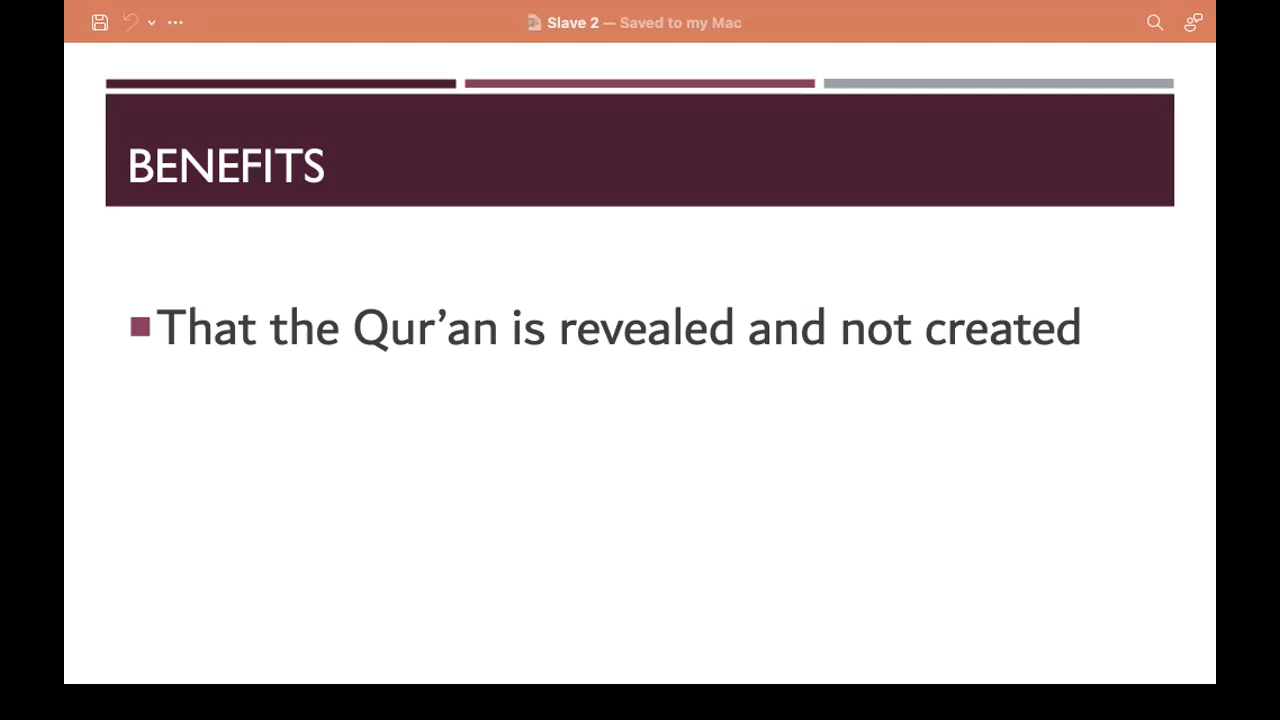 Slave 2 — Saved to my Mac
BENEFITS
That the Qur’an is revealed and not created